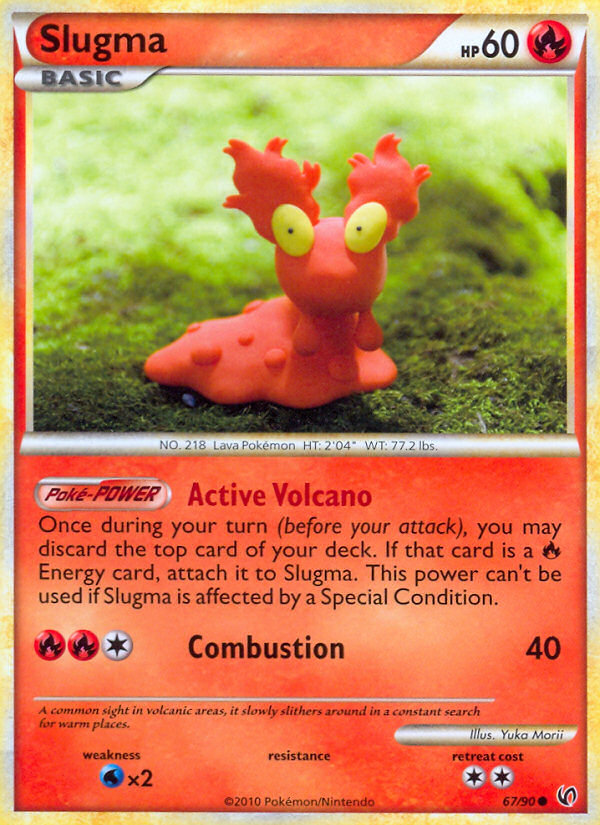 Slugma
HP 60
BASIC
NO. 218 Lava Pokémon HT: 2'04" WT: 77.2 lbs.
Poké-POWER Active Volcano
Once during your turn (before your attack), you may
discard the top card of your deck. If that card is a
Energy card, attach it to Slugma. This power can't be
used if Slugma is affected by a Special Condition.
Combustion 40
A common sight in volcanic areas, it slowly slithers around in a constant search
for warm places.
Illus. Yuka Morii
weakness resistance retreat cost
×2
©2010 Pokémon/Nintendo 67/90